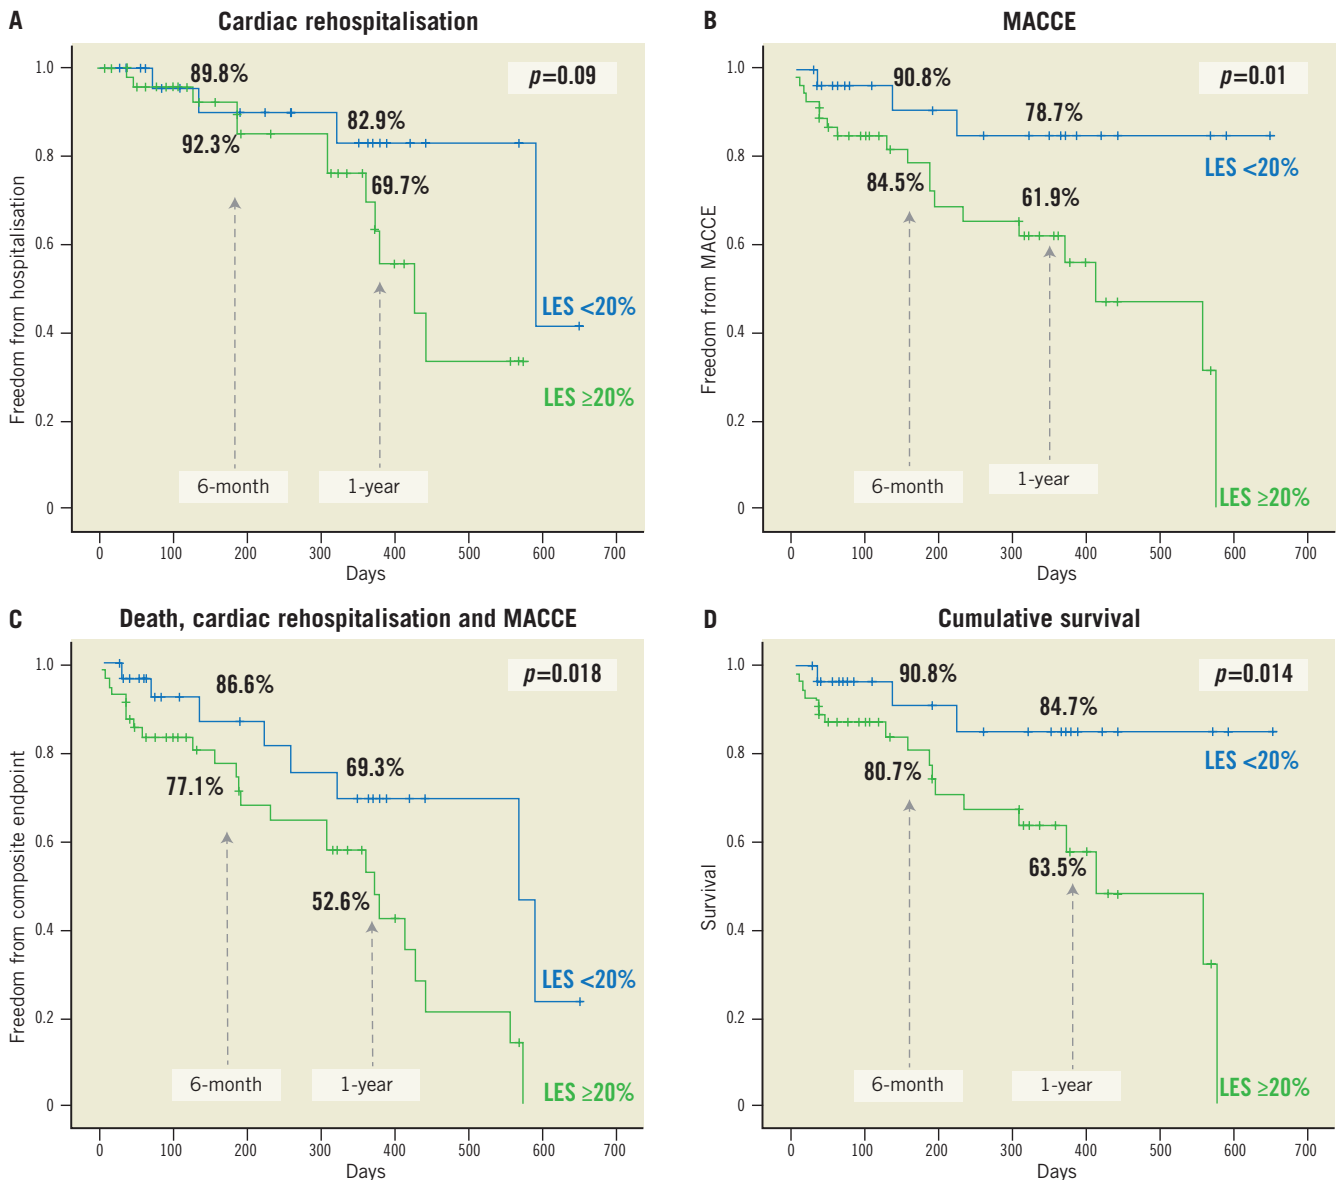 A
Cardiac rehospitalisation
Freedom from hospitalisation
1.0
0.8
0.6
0.4
0.2
0
89.8%
92.3%
82.9%
69.7%
p=0.09
LES <20%
LES ≥20%
6-month
1-year
0 100 200 300 400 500 600 700
Days
B
MACCE
Freedom from MACCE
1.0
0.8
0.6
0.4
0.2
0
90.8%
84.5%
78.7%
61.9%
p=0.01
LES <20%
LES ≥20%
6-month
1-year
0 100 200 300 400 500 600 700
Days
C
Death, cardiac rehospitalisation and MACCE
Freedom from composite endpoint
1.0
0.8
0.6
0.4
0.2
0
86.6%
77.1%
69.3%
52.6%
p=0.018
LES <20%
LES ≥20%
6-month
1-year
0 100 200 300 400 500 600 700
Days
D
Cumulative survival
Survival
1.0
0.8
0.6
0.4
0.2
0
90.8%
80.7%
84.7%
63.5%
p=0.014
LES <20%
LES ≥20%
6-month
1-year
0 100 200 300 400 500 600 700
Days